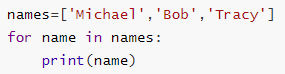 names=['Michael','Bob','Tracy']
for name in names:
    print(name)